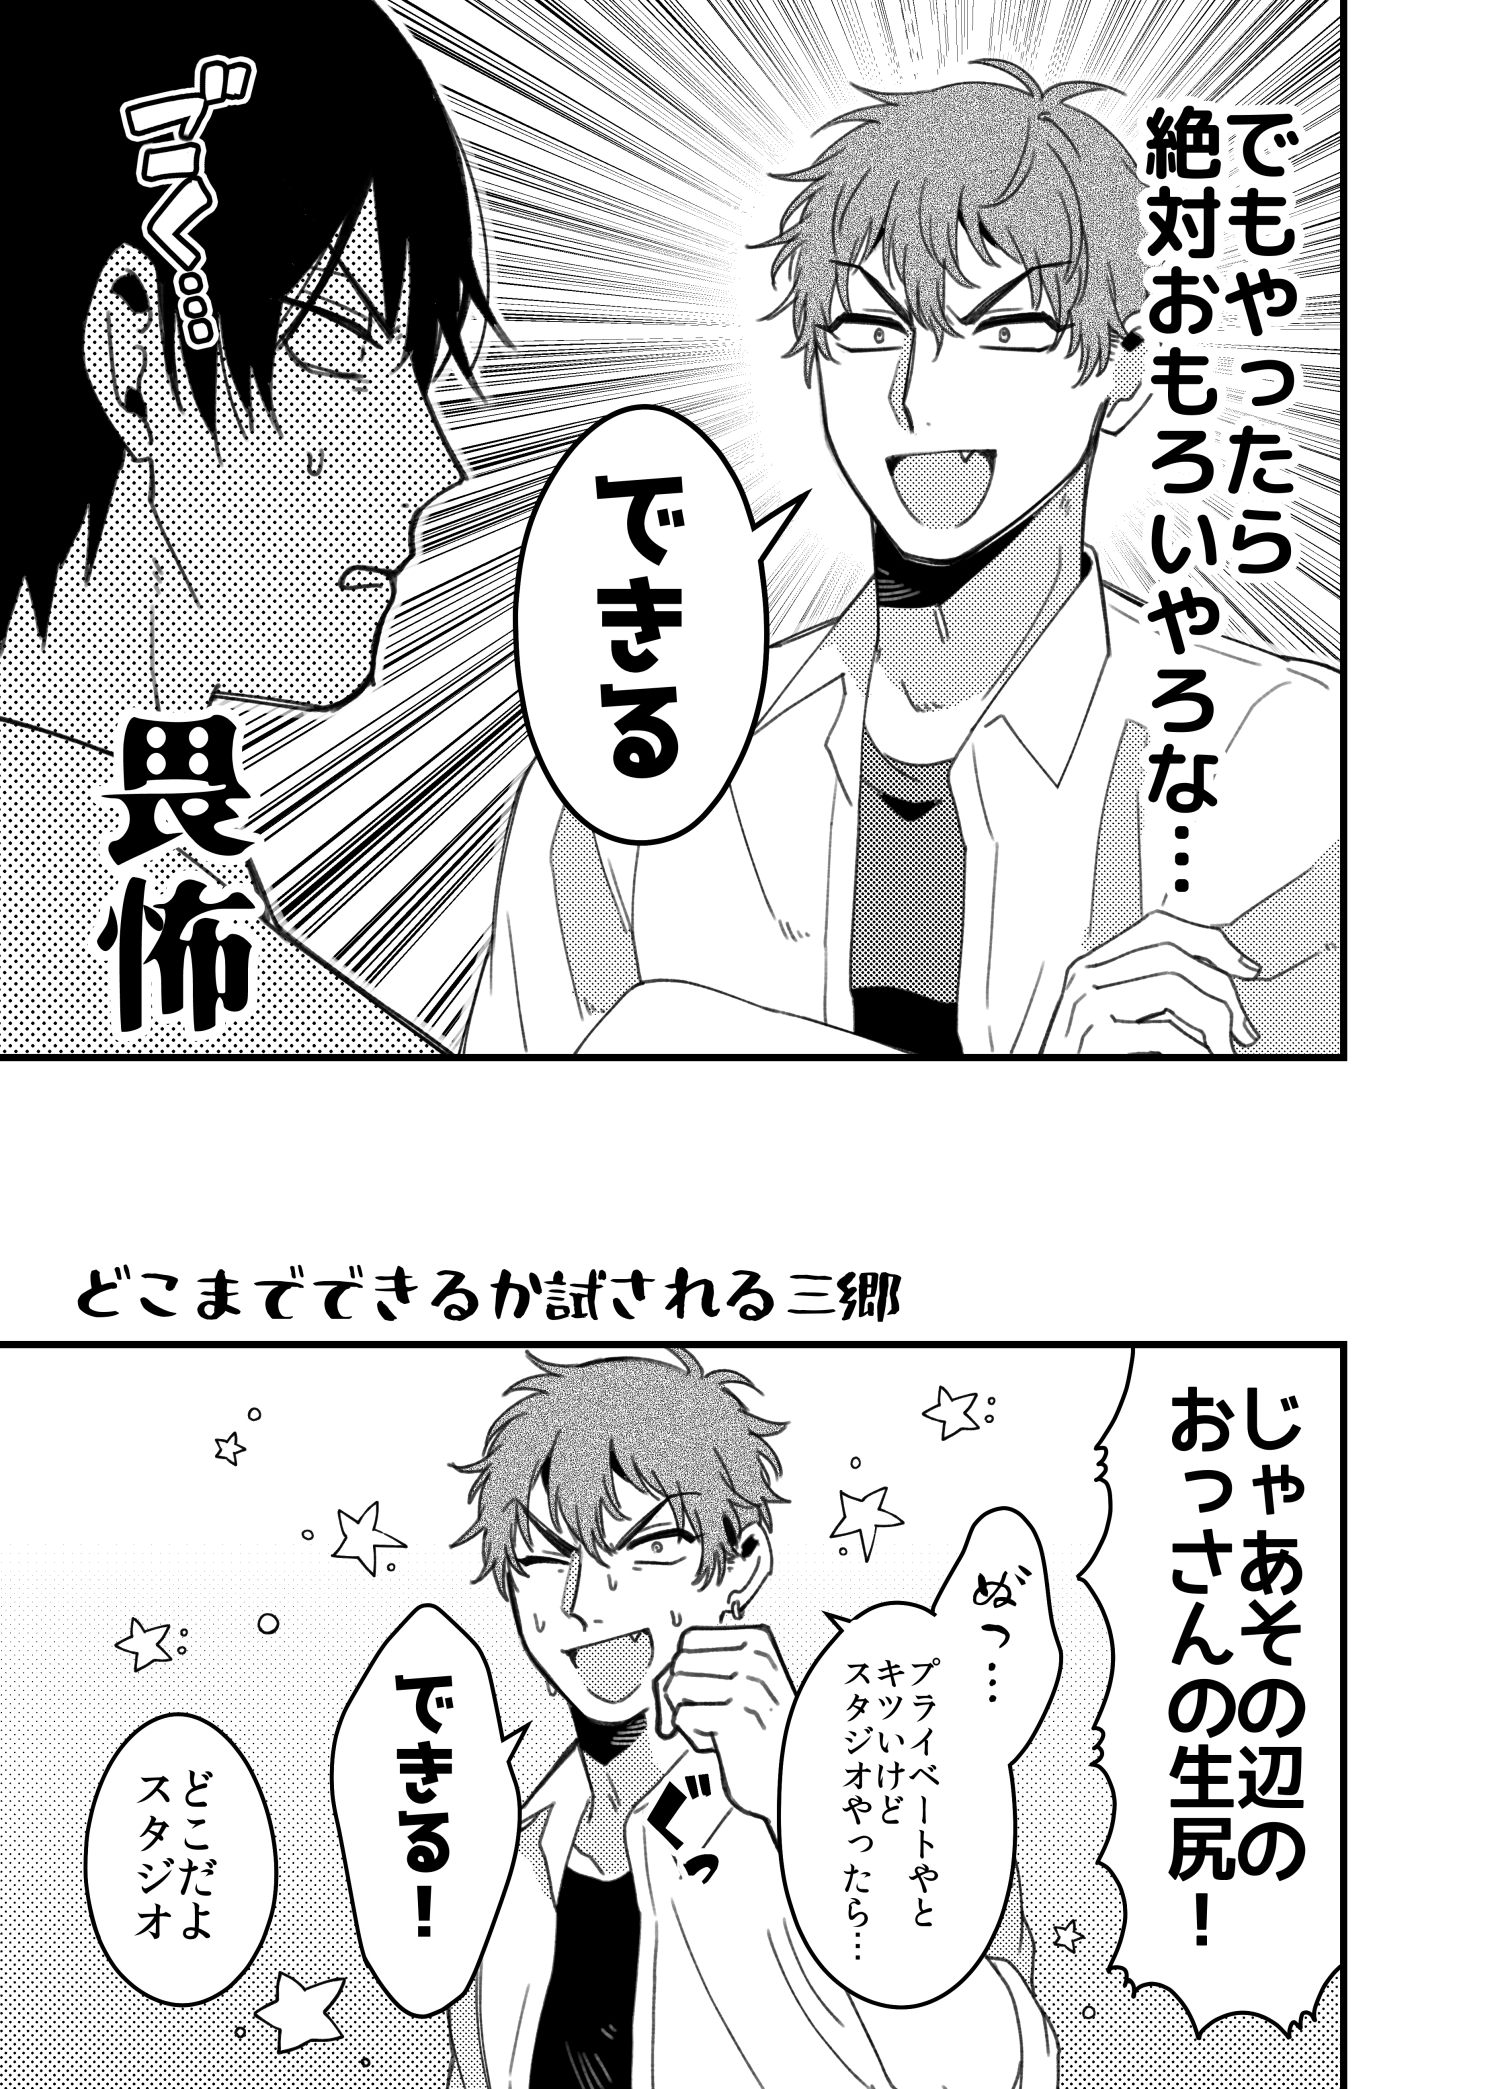 でもやったら
絶対おもろいやろな…
できる
ゴク…
畏怖
どこまでできるか試される三郷
じゃあその辺の
おっさんの生尻！
ぬ゛っ…
プライベートやと
キツいけど
スタジオやったら…
ぐっ
できる！
どこだよ
スタジオ